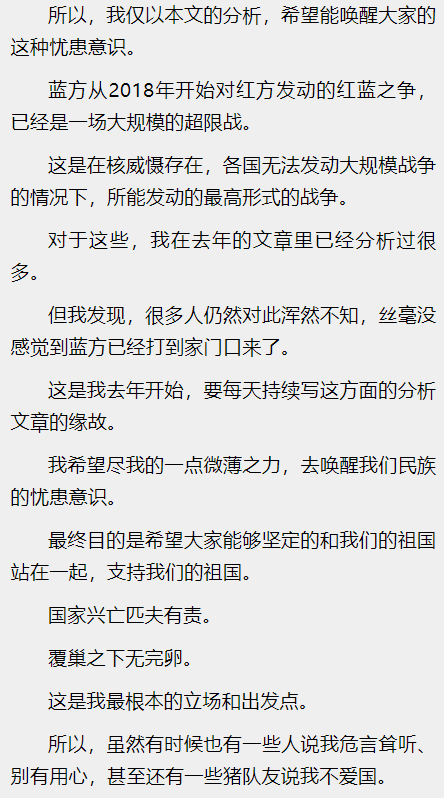 所以，我仅以本文的分析，希望能唤醒大家的
这种忧患意识。
蓝方从2018年开始对红方发动的红蓝之争，
已经是一场大规模的超限战。
这是在核威慑存在，各国无法发动大规模战争
的情况下，所能发动的最高形式的战争。
对于这些，我在去年的文章里已经分析过很
多。
但我发现，很多人仍然对此浑然不知，丝毫没
感觉到蓝方已经打到家门口来了。
这是我去年开始，要每天持续写这方面的分析
文章的缘故。
我希望尽我的一点微薄之力，去唤醒我们民族
的忧患意识。
最终目的是希望大家能够坚定的和我们的祖国
站在一起，支持我们的祖国。
国家兴亡匹夫有责。
覆巢之下无完卵。
这是我最根本的立场和出发点。
所以，虽然有时候也有一些人说我危言耸听、
别有用心，甚至还有一些猪队友说我不爱国。